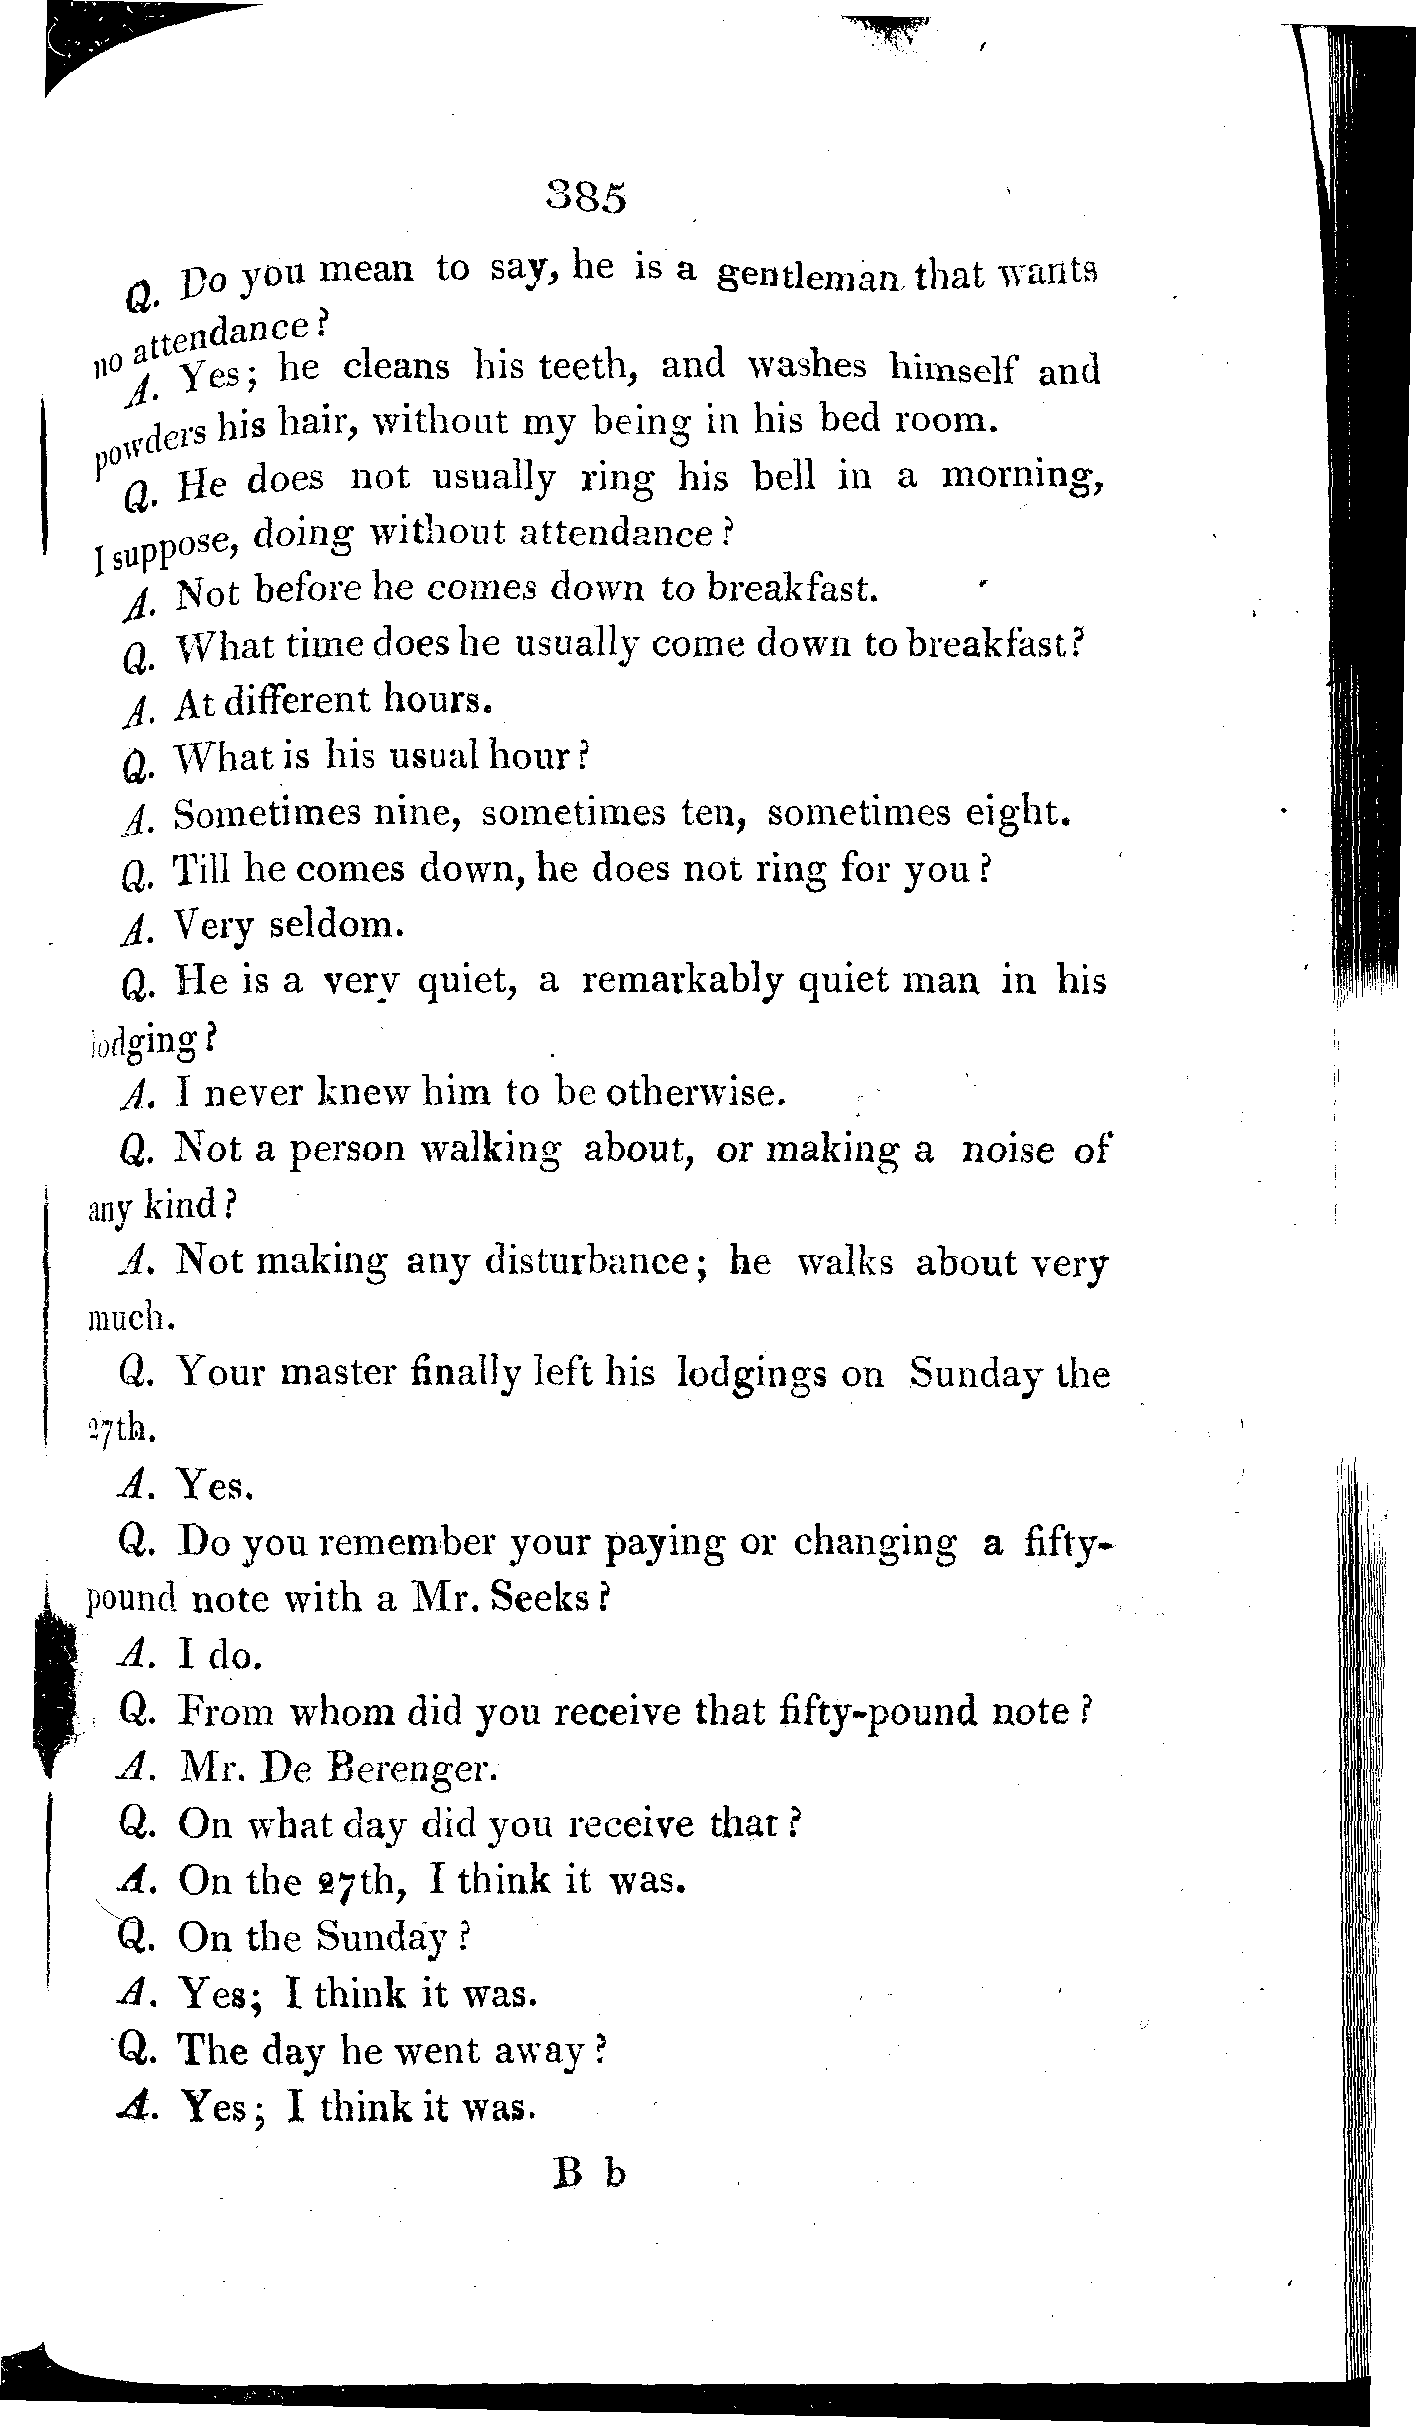 385
Q. Do you mean to say, he is a gentleman that wants
no attendance?
A. Yes; he cleans his teeth, and washes himself and
powders his hair, without my being in his bed room.
Q. He does not usually ring his bell in a morning,
I suppose, doing without attendance?
A. Not before he comes down to breakfast.
Q. What time does he usually come down to breakfast?
A. At different hours.
Q. What is his usual hour?
A. Sometimes nine, sometimes ten, sometimes eight.
Q. Till he comes down, he does not ring for you?
A. Very seldom.
Q. He is a very quiet, a remarkably quiet man in his
lodging?
A. I never knew him to be otherwise.
Q. Not a person walking about, or making a noise of
any kind?
A. Not making any disturbance; he walks about very
much.
Q. Your master finally left his lodgings on Sunday the
27th.
A. Yes.
Q. Do you remember your paying or changing a fifty-
pound note with a Mr. Seeks?
A. I do.
Q. From whom did you receive that fifty-pound note?
A. Mr. De Berenger.
Q. On what day did you receive that?
A. On the 27th, I think it was.
Q. On the Sunday?
A. Yes; I think it was.
Q. The day he went away?
A. Yes; I think it was.
B b